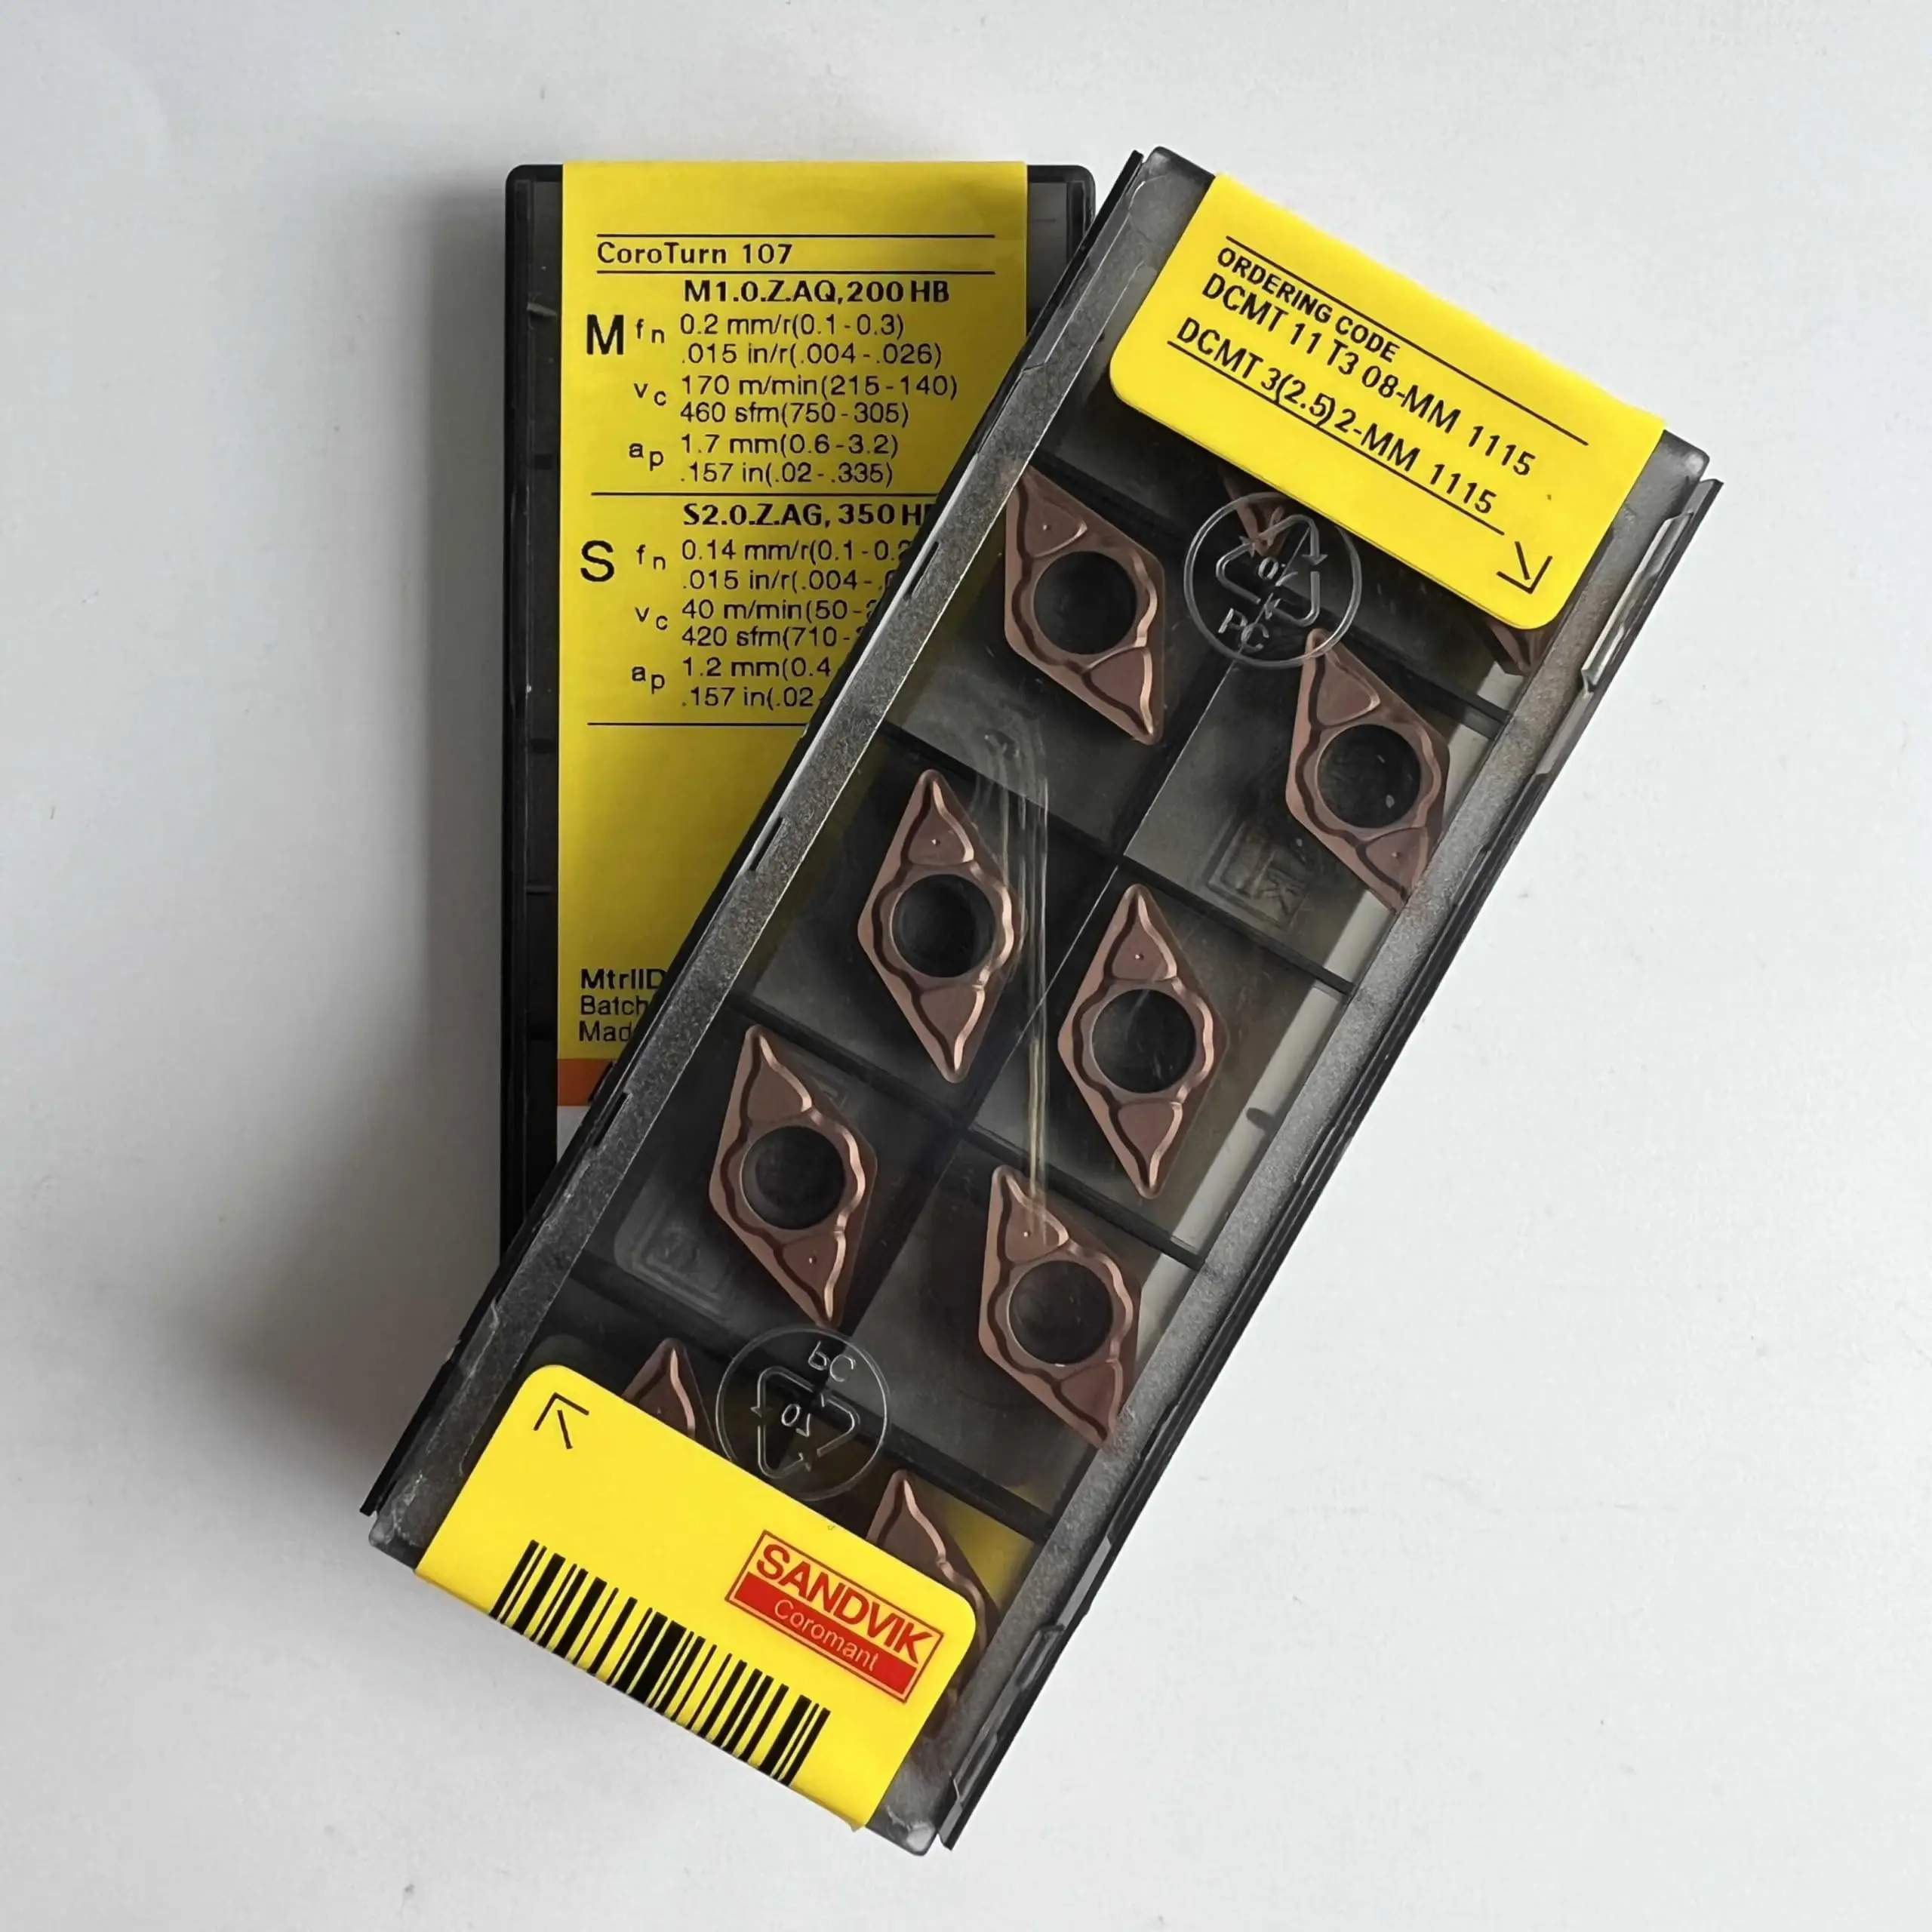 CoroTurn 107
M1.0.Z.AQ,200 HB
M fn 0.2 mm/r(0.1-0.3)
.015 in/r(.004-.026)
vc 170 m/min(215-140)
460 sfm(750-305)
ap 1.7 mm(0.6-3.2)
.157 in(.02-.335)
S2.0.Z.AG, 350 H
S fn 0.14 mm/r(0.1-0.
.015 in/r(.004-.
vc 40 m/min(50-
420 sfm(710-
ap 1.2 mm(0.4
.157 in(.02
MtrlID
Batch
Mad
ORDERING CODE
DCMT 11 T3 08-MM 1115
DCMT 3(2.5)2-MM 1115
07
PC
PC
07
SANDVIK
Coromant